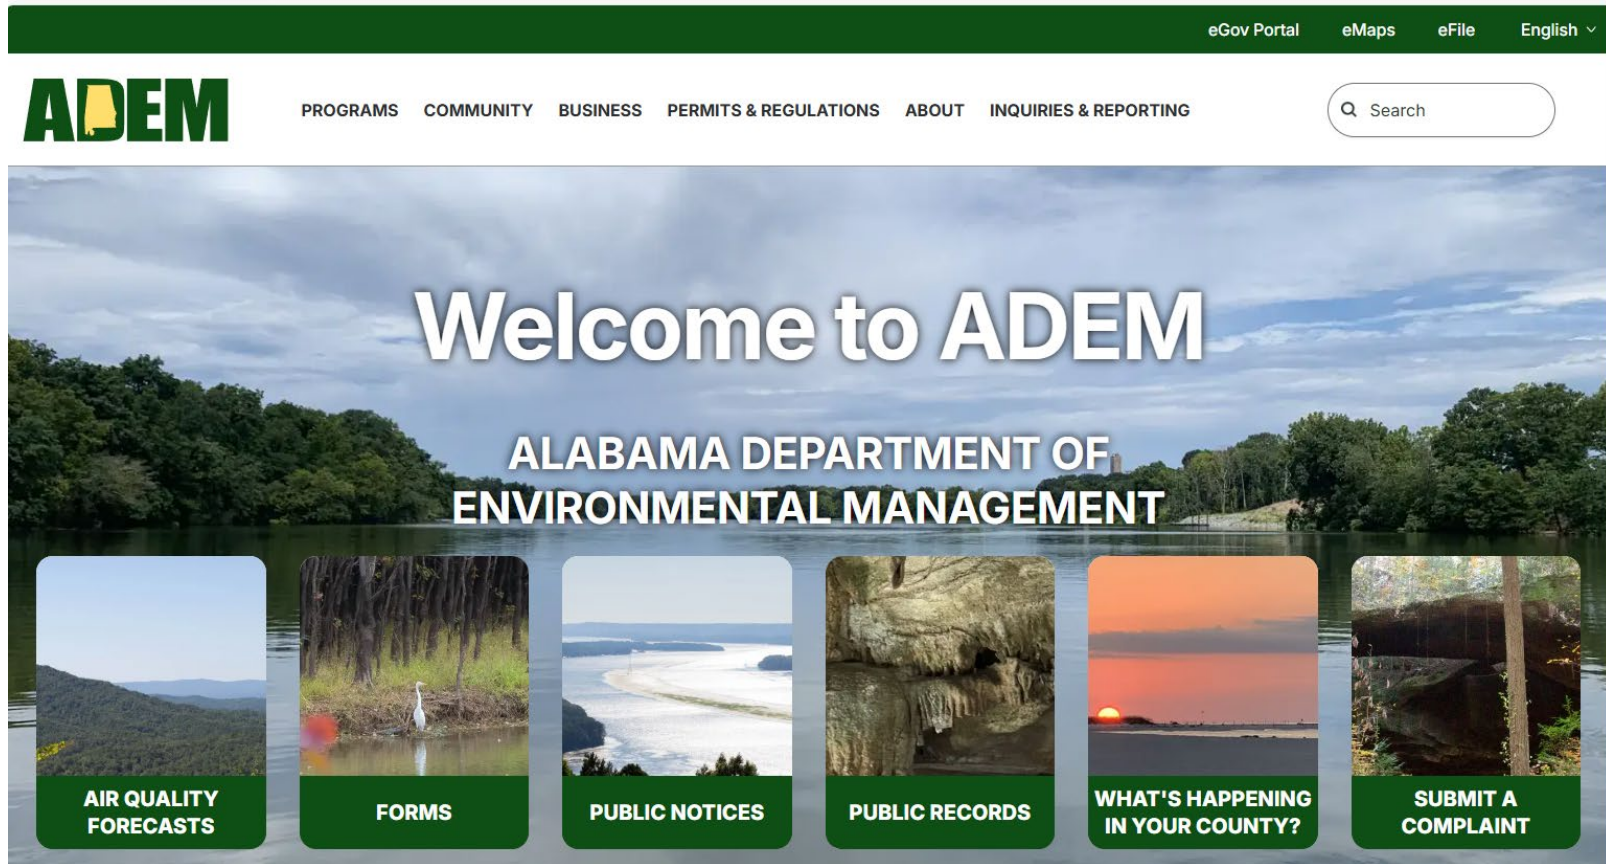 eGov Portal eMaps eFile English
ADEM
PROGRAMS COMMUNITY BUSINESS PERMITS & REGULATIONS ABOUT INQUIRIES & REPORTING
Search
Welcome to ADEM
ALABAMA DEPARTMENT OF
ENVIRONMENTAL MANAGEMENT
AIR QUALITY
FORECASTS
FORMS
PUBLIC NOTICES
PUBLIC RECORDS
WHAT'S HAPPENING
IN YOUR COUNTY?
SUBMIT A
COMPLAINT